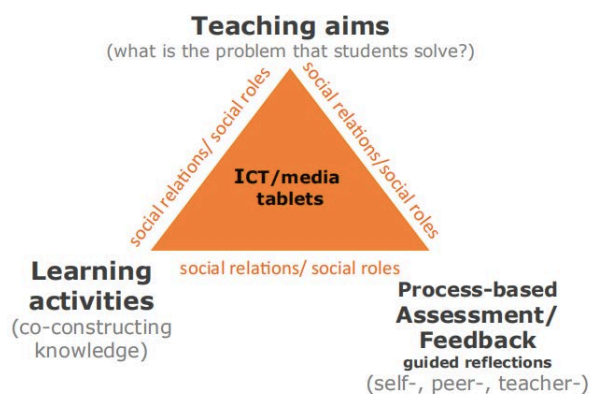 Teaching aims
(what is the problem that students solve?)
social relations/ social roles
social relations/social roles
ICT/media
tablets
social relations/ social roles
Learning
activities
(co-constructing
knowledge)
Process-based
Assessment/
Feedback
guided reflections
(self-, peer-, teacher-)